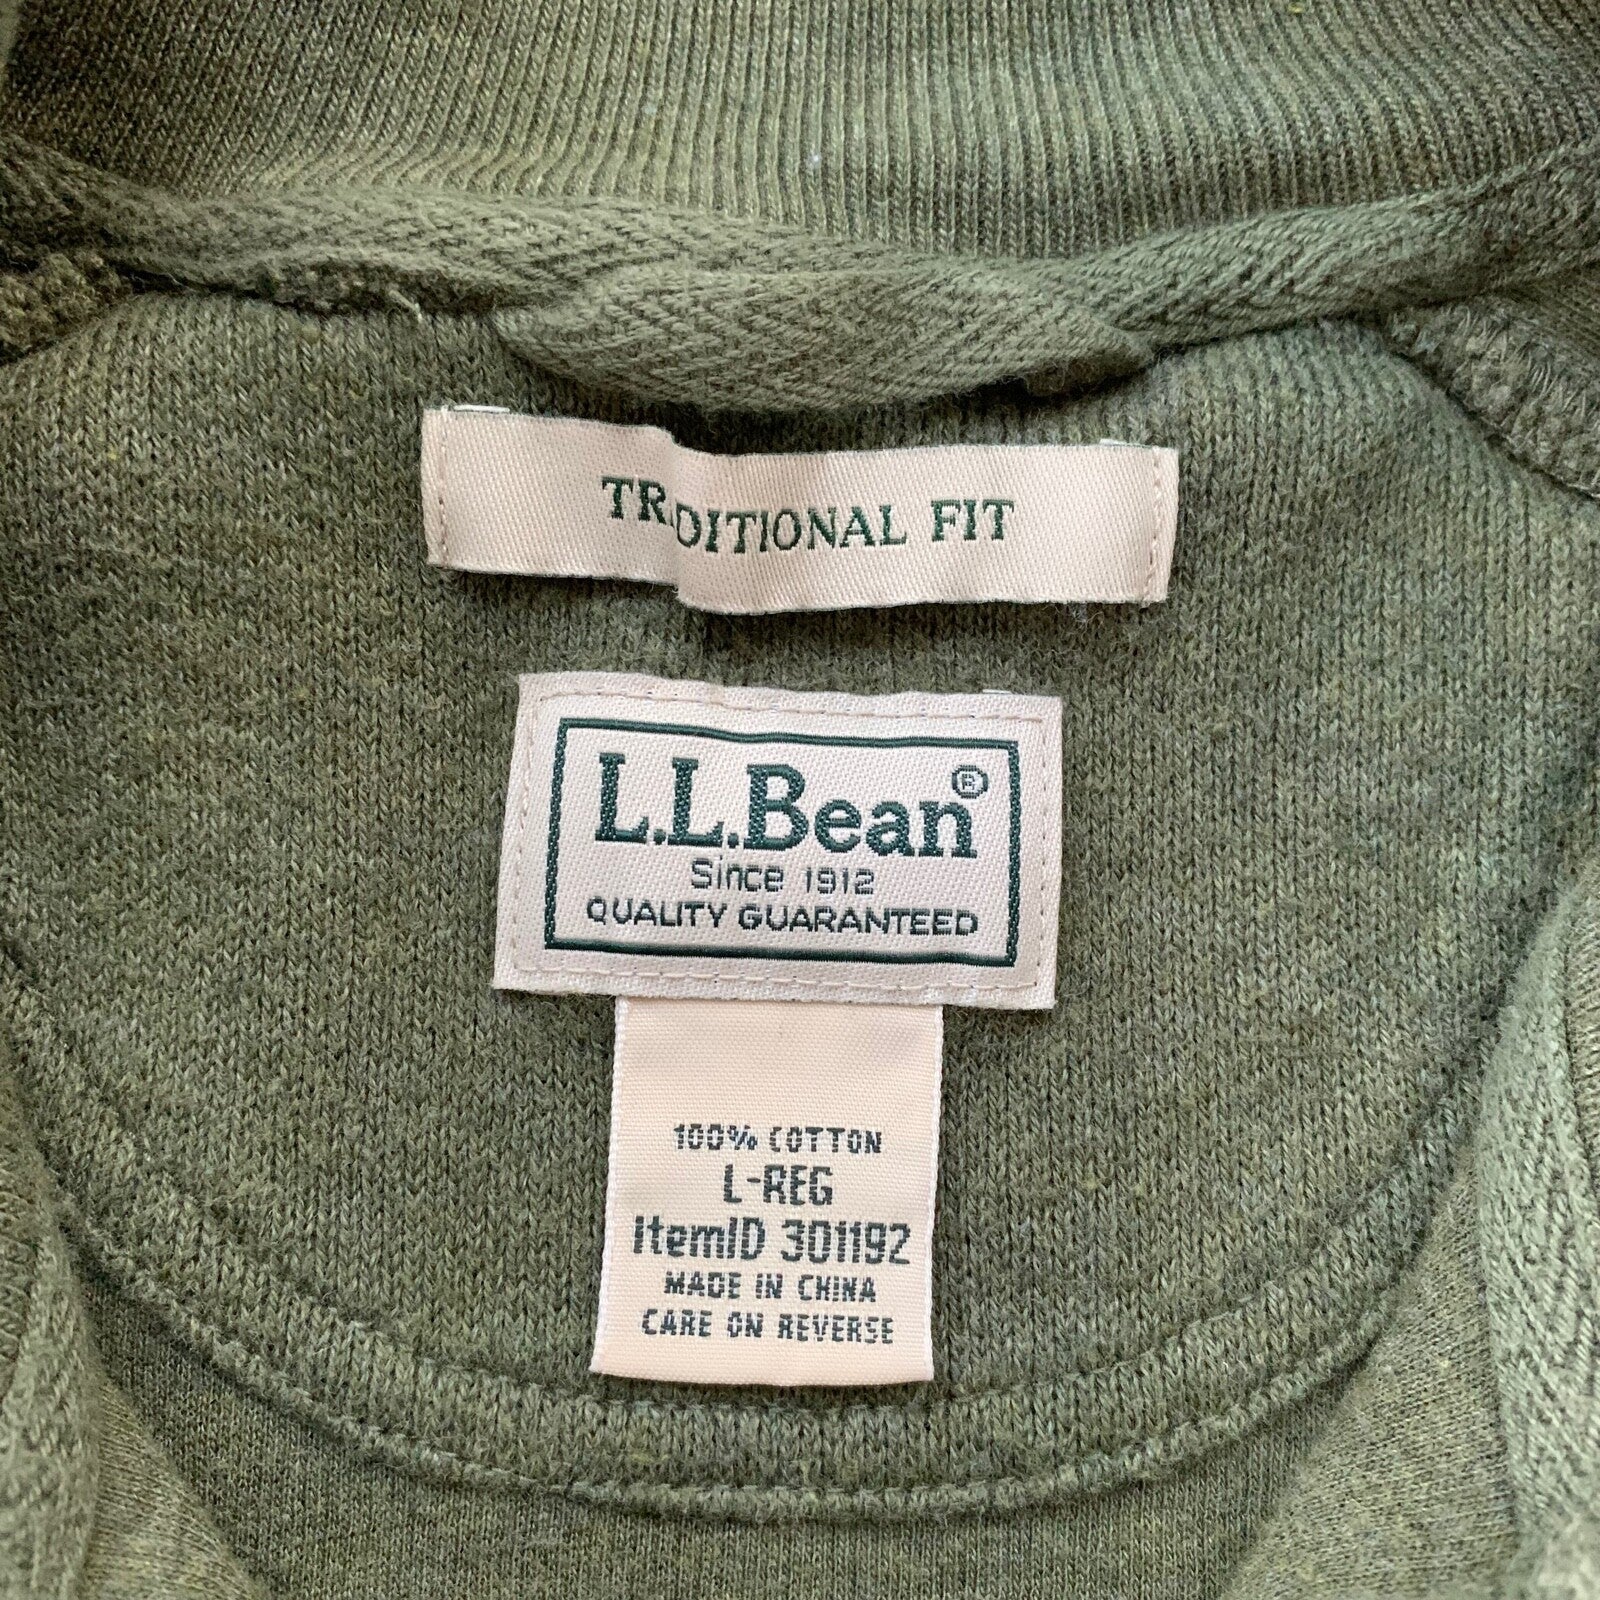 TRADITIONAL FIT
L.L.Bean®
Since 1912
QUALITY GUARANTEED
100% COTTON
L-REG
ItemID 301192
MADE IN CHINA
CARE ON REVERSE